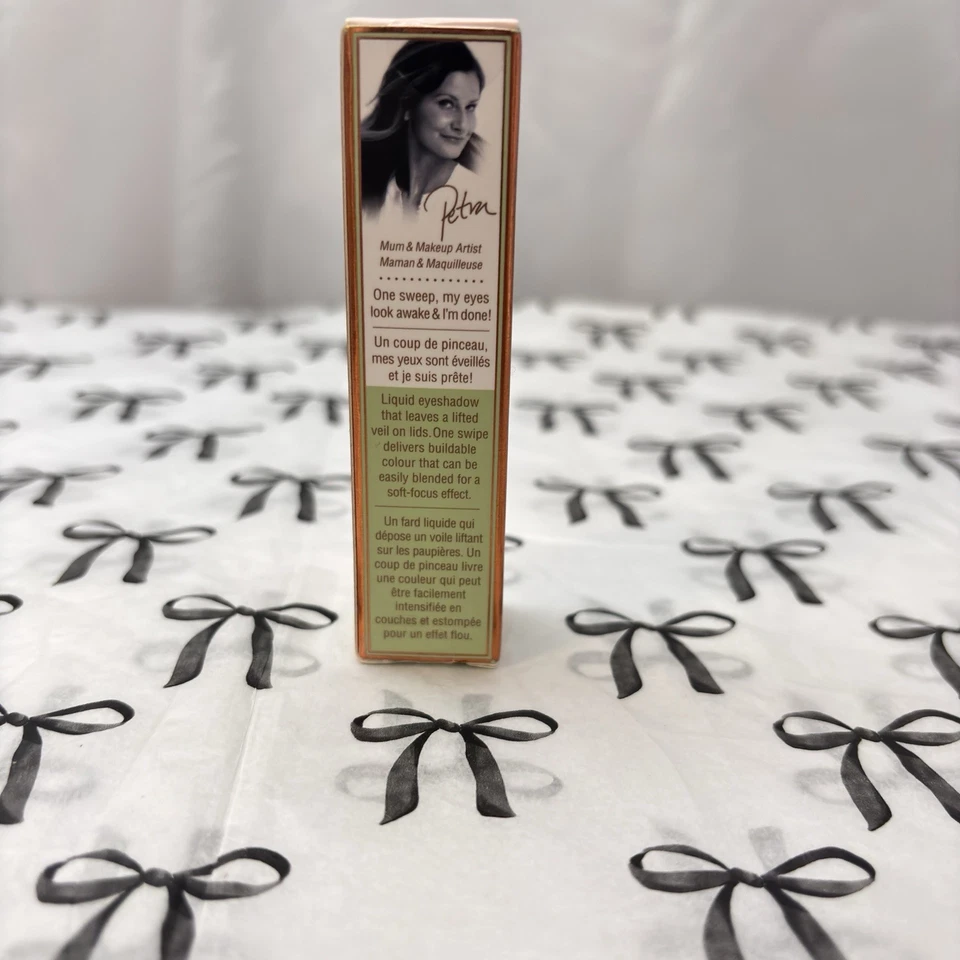 Petra
Mum & Makeup Artist
Maman & Maquilleuse
One sweep, my eyes
look awake & I'm done!
Un coup de pinceau,
mes yeux sont éveillés
et je suis prête!
Liquid eyeshadow
that leaves a lifted
veil on lids. One swipe
delivers buildable
colour that can be
easily blended for a
soft-focus effect.
Un fard liquide qui
dépose un voile liftant
sur les paupières. Un
coup de pinceau livre
une couleur qui peut
être facilement
intensifiée en
couches et estompée
pour un effet flou.